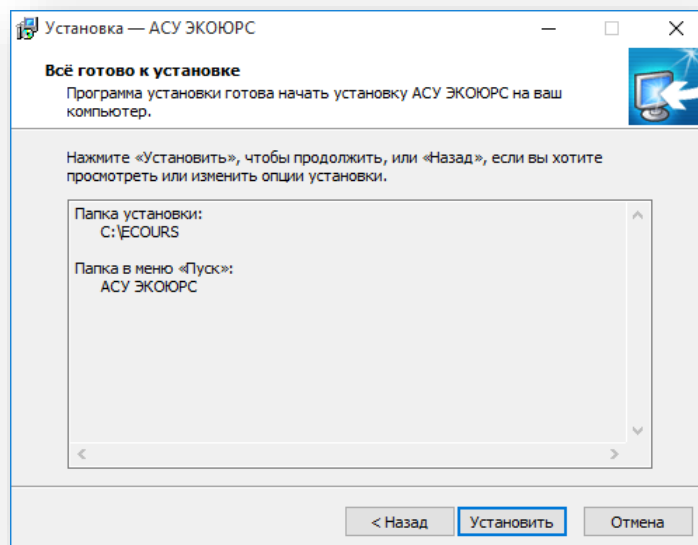 Установка — АСУ ЭКОЮРС
Всё готово к установке
Программа установки готова начать установку АСУ ЭКОЮРС на ваш
компьютер.
Нажмите «Установить», чтобы продолжить, или «Назад», если вы хотите
просмотреть или изменить опции установки.
Папка установки:
C:\ECOURS
Папка в меню «Пуск»:
АСУ ЭКОЮРС
< Назад
Установить
Отмена